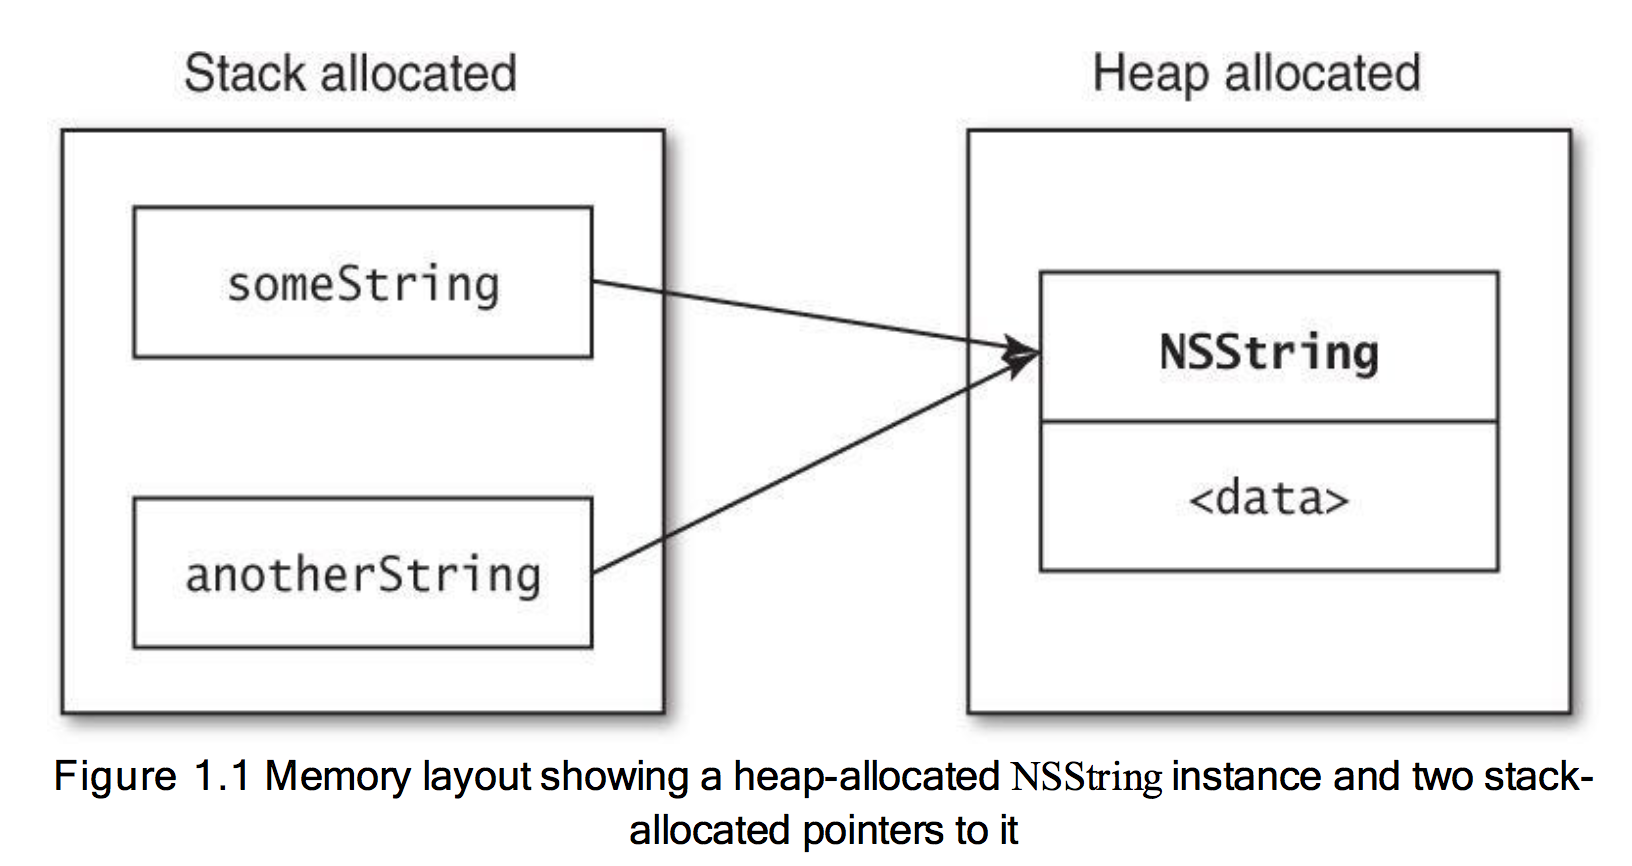 Stack allocated
Heap allocated
someString
NSString
<data>
anotherString
Figure 1.1 Memory layout showing a heap-allocated NSString instance and two stack-
allocated pointers to it